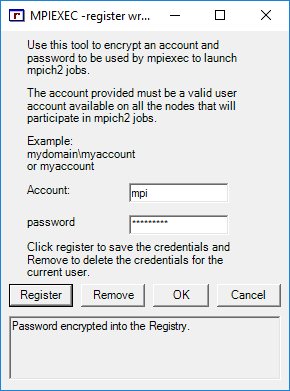 MPIEXEC -register wr...
Use this tool to encrypt an account and
password to be used by mpiexec to launch
mpich2 jobs.
The account provided must be a valid user
account available on all the nodes that will
participate in mpich2 jobs.
Example:
mydomain\myaccount
or myaccount
Account:
mpi
password
*********
Click register to save the credentials and
Remove to delete the credentials for the
current user.
Register
Remove
OK
Cancel
Password encrypted into the Registry.